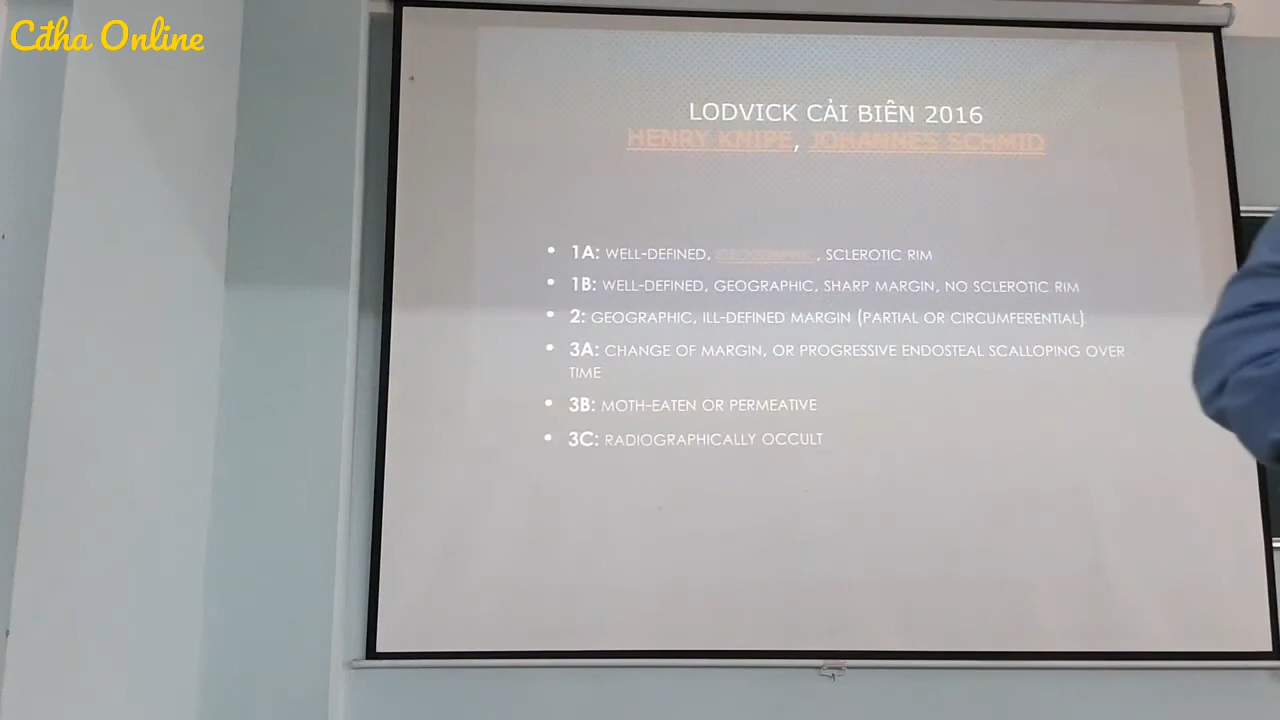 Cdha Online
LODVICK CẢI BIÊN 2016
HENRY KNIPE, JOHANNES SCHMID
• 1A: WELL-DEFINED, GEOGRAPHIC, SCLEROTIC RIM
• 1B: WELL-DEFINED, GEOGRAPHIC, SHARP MARGIN, NO SCLEROTIC RIM
• 2: GEOGRAPHIC, ILL-DEFINED MARGIN (PARTIAL OR CIRCUMFERENTIAL)
• 3A: CHANGE OF MARGIN, OR PROGRESSIVE ENDOSTEAL SCALLOPING OVER
TIME
• 3B: MOTH-EATEN OR PERMEATIVE
• 3C: RADIOGRAPHICALLY OCCULT